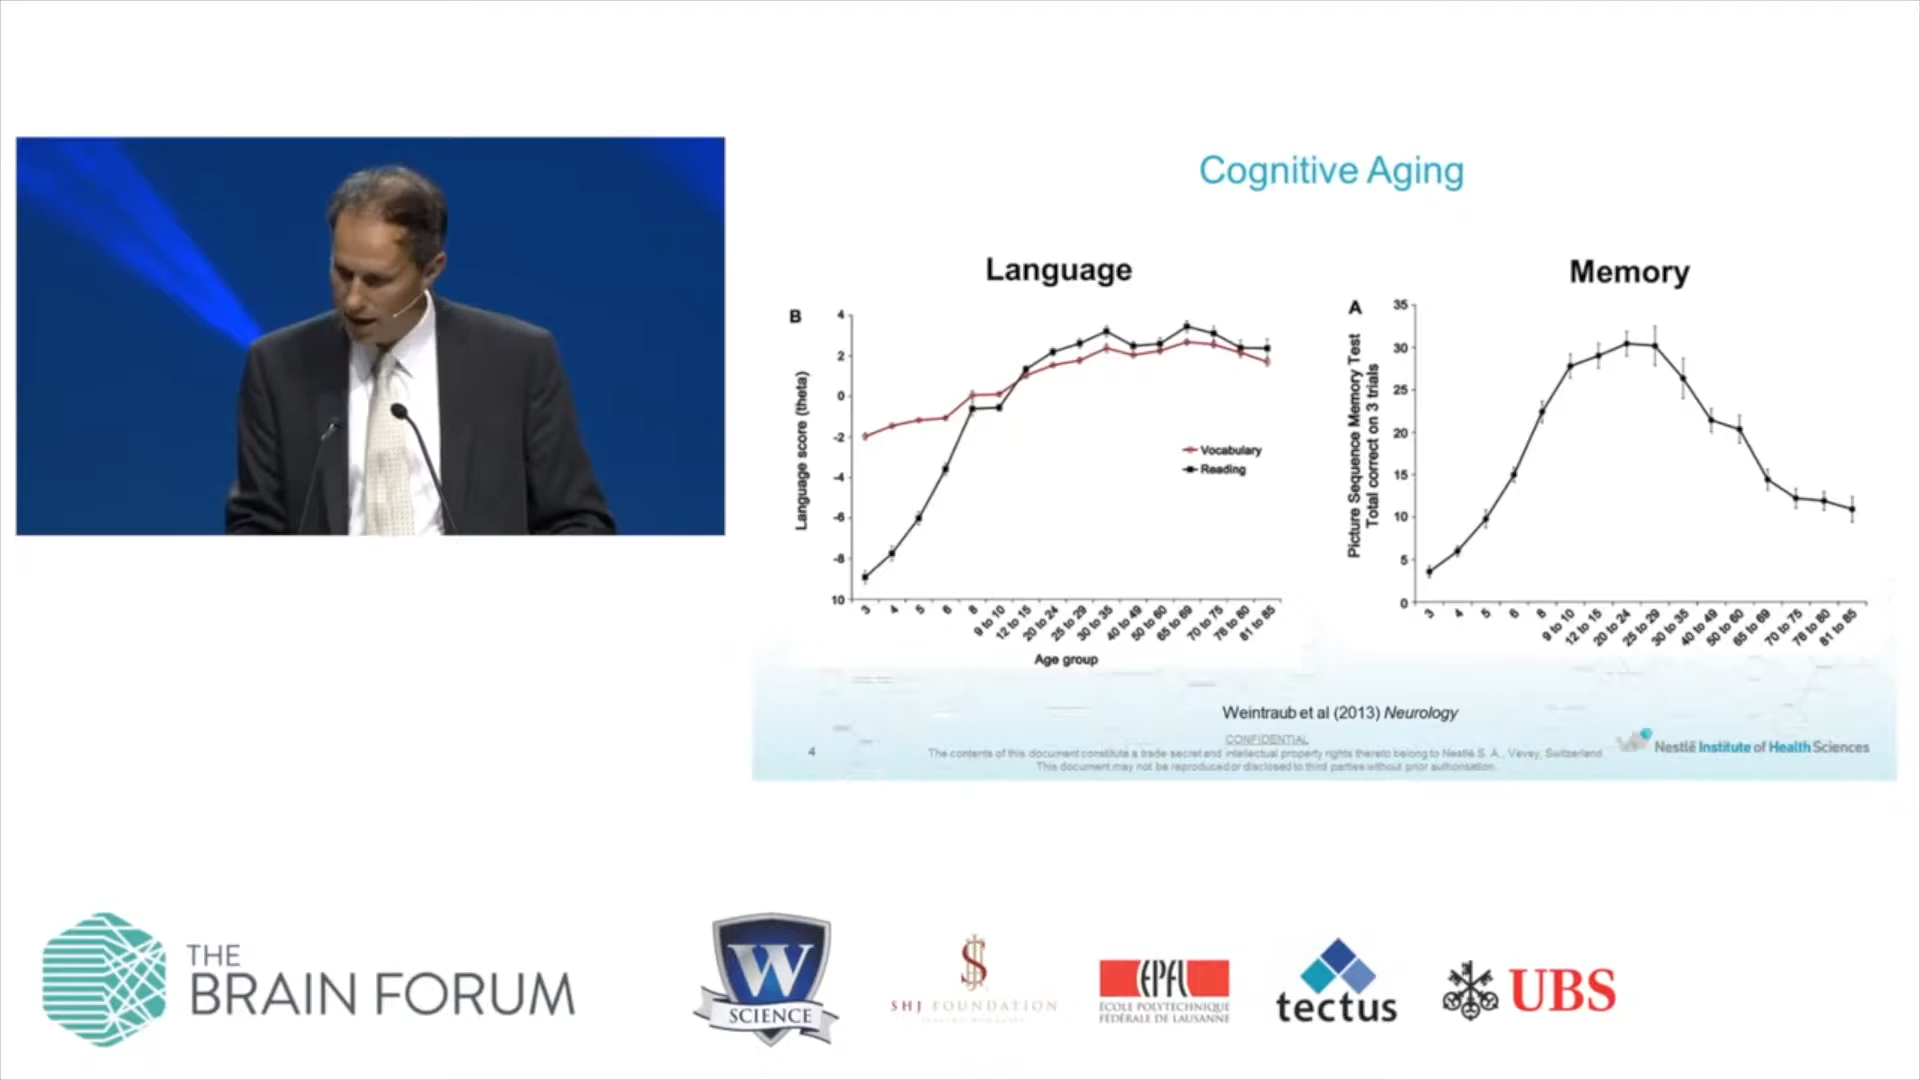 Cognitive Aging
Language
B
4
2
0
-2
-4
-6
-8
10
Language score (theta)
Vocabulary
Reading
3
4
5
6
8
9 to 10
12 to 15
20 to 24
25 to 29
30 to 35
40 to 49
50 to 60
65 to 69
70 to 75
76 to 80
81 to 85
Age group
Memory
A
35
30
25
20
15
10
5
0
Picture Sequence Memory Test
Total correct on 3 trials
3
4
5
6
8
9 to 10
12 to 15
20 to 24
25 to 29
30 to 35
40 to 49
50 to 60
65 to 69
70 to 75
76 to 80
81 to 85
Weintraub et al (2013) Neurology
CONFIDENTIAL
4
The contents of this document constitute a trade secret and intellectual property rights thereto belong to Nestlé S. A., Vevey, Switzerland.
This document may not be reproduced or disclosed to third parties without prior authorisation.
Nestlé Institute of Health Sciences
THE
BRAIN FORUM
W
SCIENCE
SHJ FOUNDATION
EPFL
ÉCOLE POLYTECHNIQUE
FÉDÉRALE DE LAUSANNE
tectus
UBS